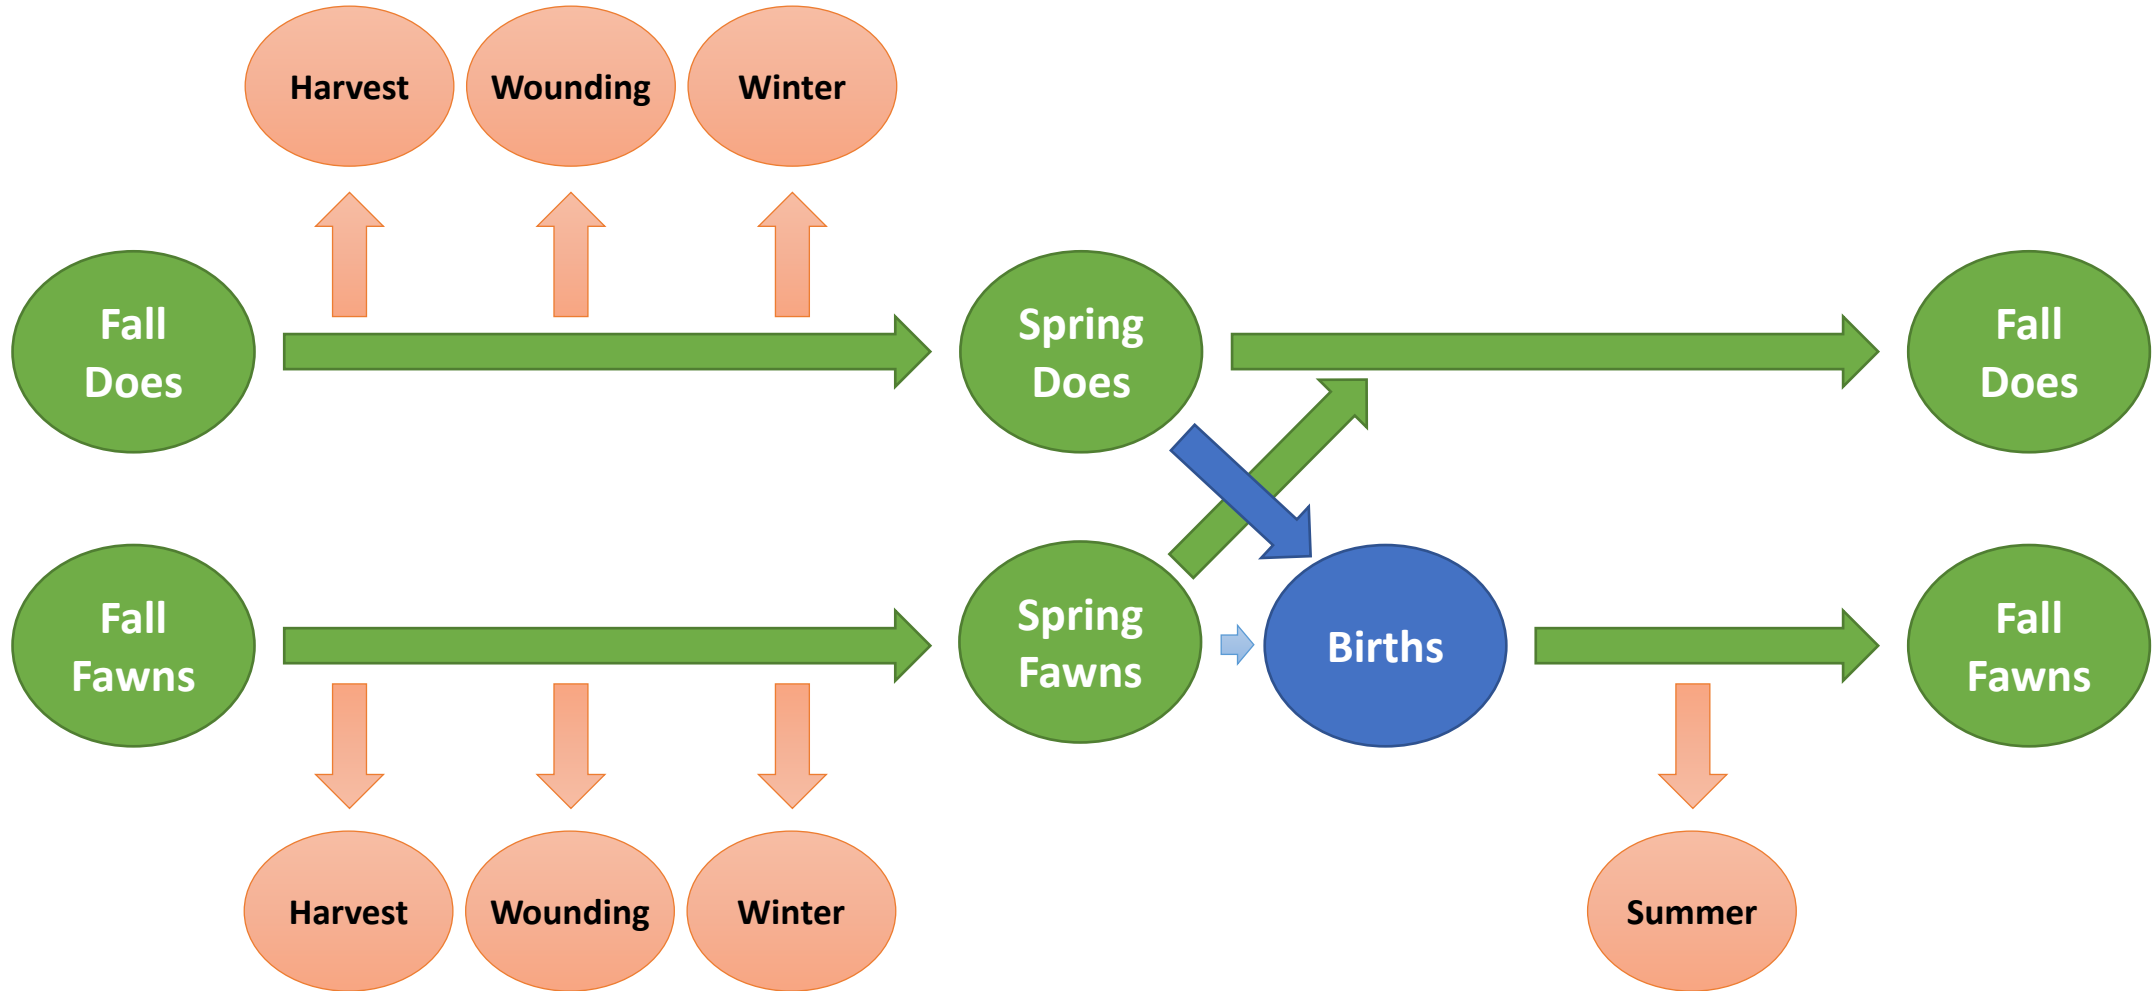 Harvest
Wounding
Winter
Fall
Does
Spring
Does
Fall
Does
Fall
Fawns
Spring
Fawns
Births
Fall
Fawns
Harvest
Wounding
Winter
Summer